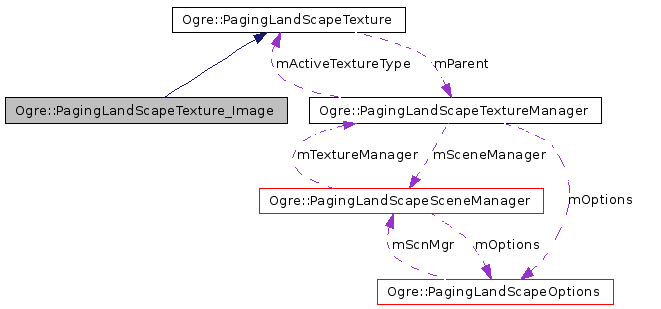 Ogre::PagingLandScapeTexture
mActiveTextureType
mParent
Ogre::PagingLandScapeTexture_Image
Ogre::PagingLandScapeTextureManager
mTextureManager
mSceneManager
Ogre::PagingLandScapeSceneManager
mOptions
mScnMgr
mOptions
Ogre::PagingLandScapeOptions